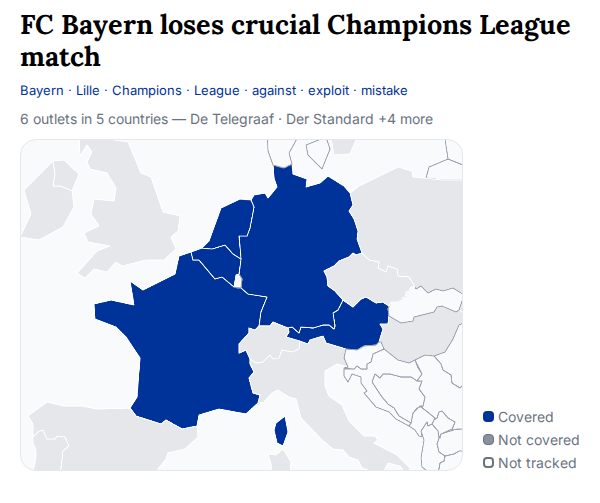 FC Bayern loses crucial Champions League
match
Bayern · Lille · Champions · League · against · exploit · mistake
6 outlets in 5 countries — De Telegraaf · Der Standard +4 more
Covered
Not covered
Not tracked